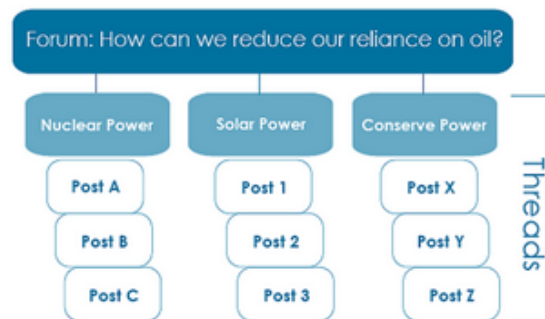 Forum: How can we reduce our reliance on oil?
Nuclear Power
Solar Power
Conserve Power
Post A
Post 1
Post X
Post B
Post 2
Post Y
Post C
Post 3
Post Z
Threads